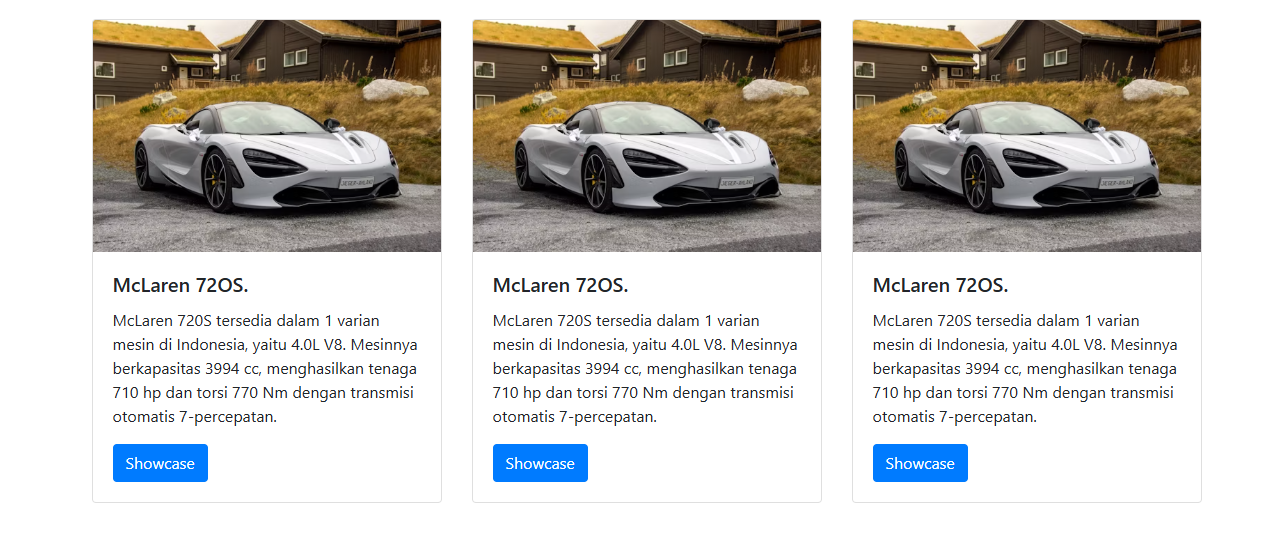 McLaren 72OS.
McLaren 720S tersedia dalam 1 varian
mesin di Indonesia, yaitu 4.0L V8. Mesinnya
berkapasitas 3994 cc, menghasilkan tenaga
710 hp dan torsi 770 Nm dengan transmisi
otomatis 7-percepatan.
Showcase
McLaren 72OS.
McLaren 720S tersedia dalam 1 varian
mesin di Indonesia, yaitu 4.0L V8. Mesinnya
berkapasitas 3994 cc, menghasilkan tenaga
710 hp dan torsi 770 Nm dengan transmisi
otomatis 7-percepatan.
Showcase
McLaren 72OS.
McLaren 720S tersedia dalam 1 varian
mesin di Indonesia, yaitu 4.0L V8. Mesinnya
berkapasitas 3994 cc, menghasilkan tenaga
710 hp dan torsi 770 Nm dengan transmisi
otomatis 7-percepatan.
Showcase